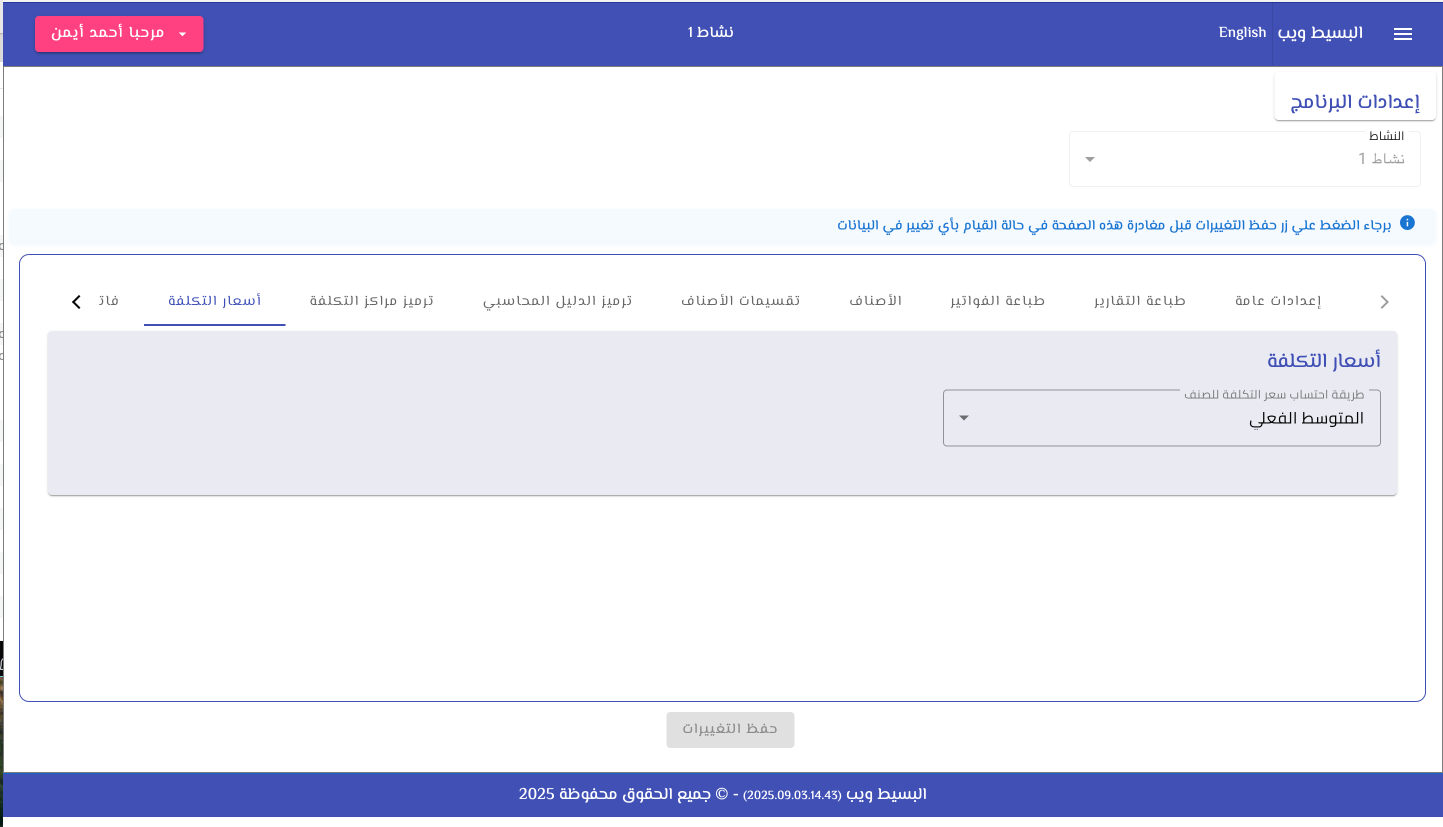 البسيط ويب English
نشاط 1
مرحبا أحمد أيمن
إعدادات البرنامج
النشاط
نشاط 1
برجاء الضغط علي زر حفظ التغييرات قبل مغادرة هذه الصفحة في حالة القيام بأي تغيير في البيانات
إعدادات عامة طباعة التقارير طباعة الفواتير الأصناف تقسيمات الأصناف ترميز الدليل المحاسبي ترميز مراكز التكلفة أسعار التكلفة فات
أسعار التكلفة
طريقة احتساب سعر التكلفة للصنف
المتوسط الفعلي
حفظ التغييرات
البسيط ويب (2025.09.03.14.43) - © جميع الحقوق محفوظة 2025